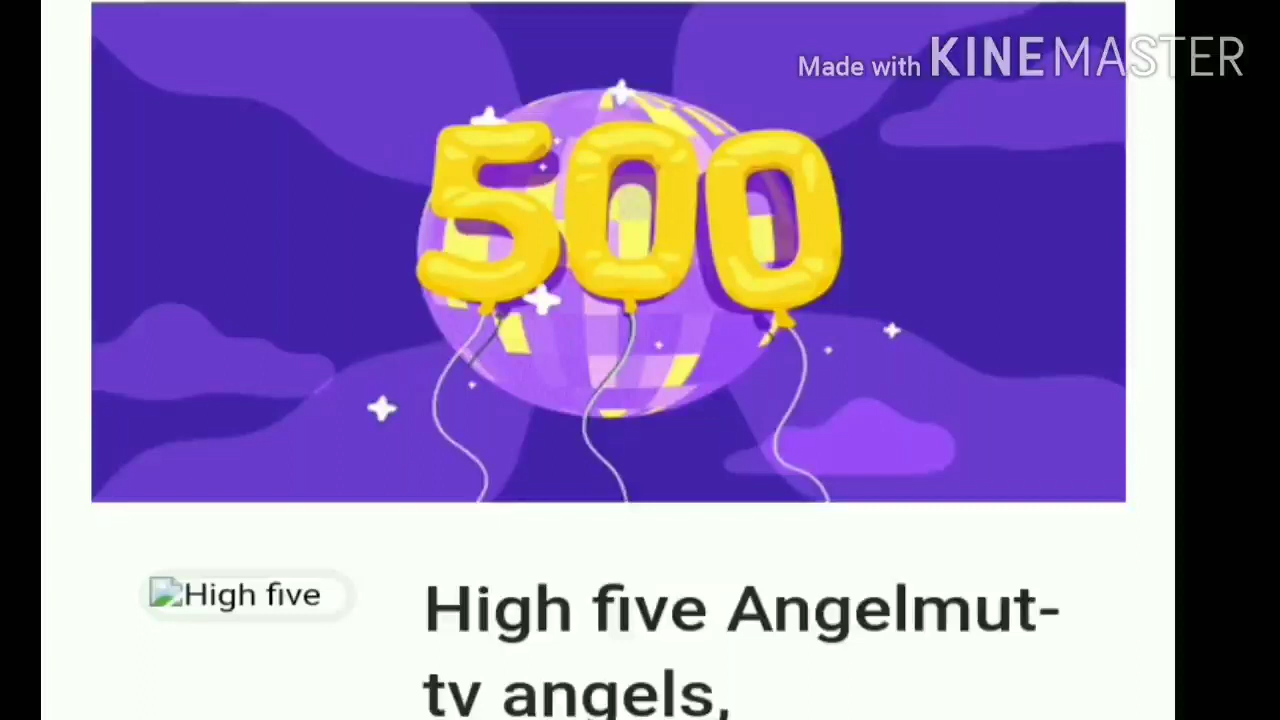 Made with KINEMASTER
500
High five
High five Angelmut-
tv angels,